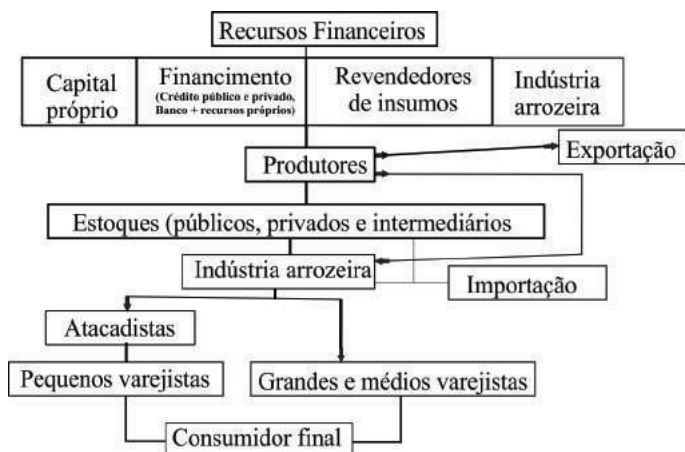 Recursos Financeiros
Capital
próprio
Financimento
(Crédito público e privado,
Banco + recursos próprios)
Revendedores
de insumos
Indústria
arrozeira
Produtores
Exportação
Estoques (públicos, privados e intermediários
Indústria arrozeira
Importação
Atacadistas
Pequenos varejistas
Grandes e médios varejistas
Consumidor final